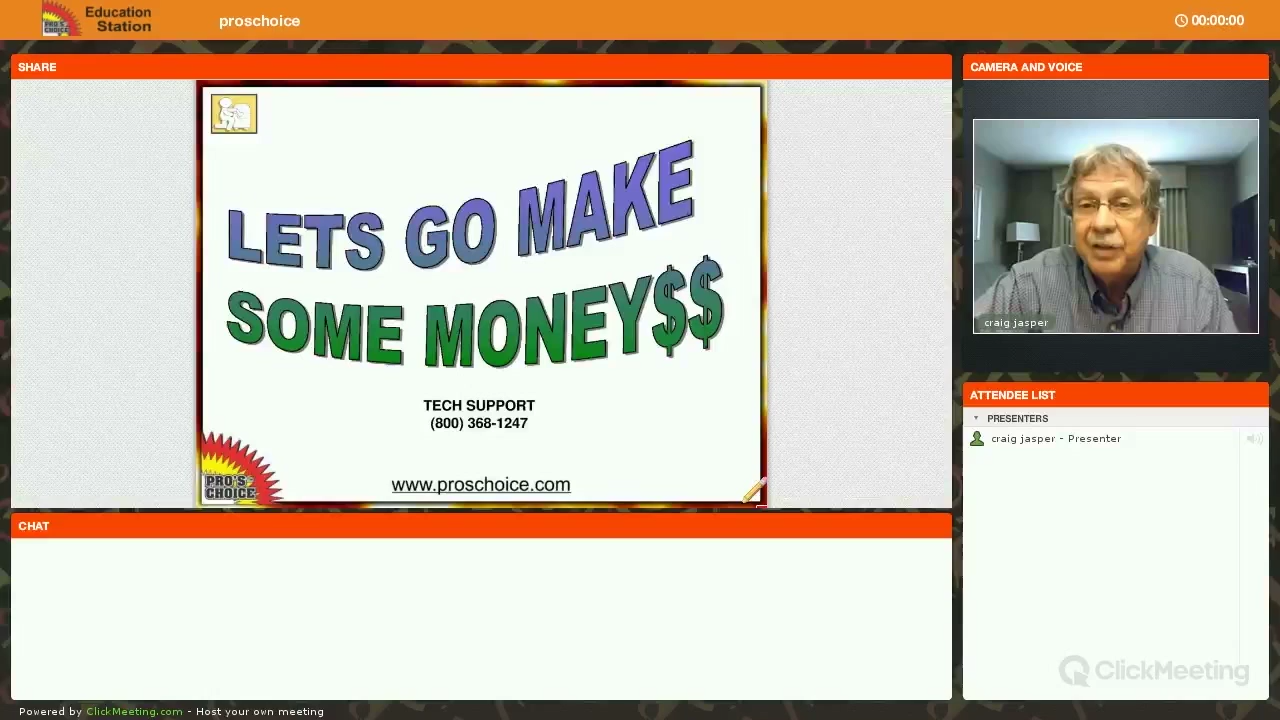 Education
Station
PRO'S
CHOICE
proschoice
00:00:00
SHARE
LETS GO MAKE
SOME MONEY$$
TECH SUPPORT
(800) 368-1247
PRO'S
CHOICE
www.proschoice.com
CAMERA AND VOICE
craig jasper
ATTENDEE LIST
PRESENTERS
craig jasper - Presenter
CHAT
ClickMeeting
Powered by ClickMeeting.com - Host your own meeting